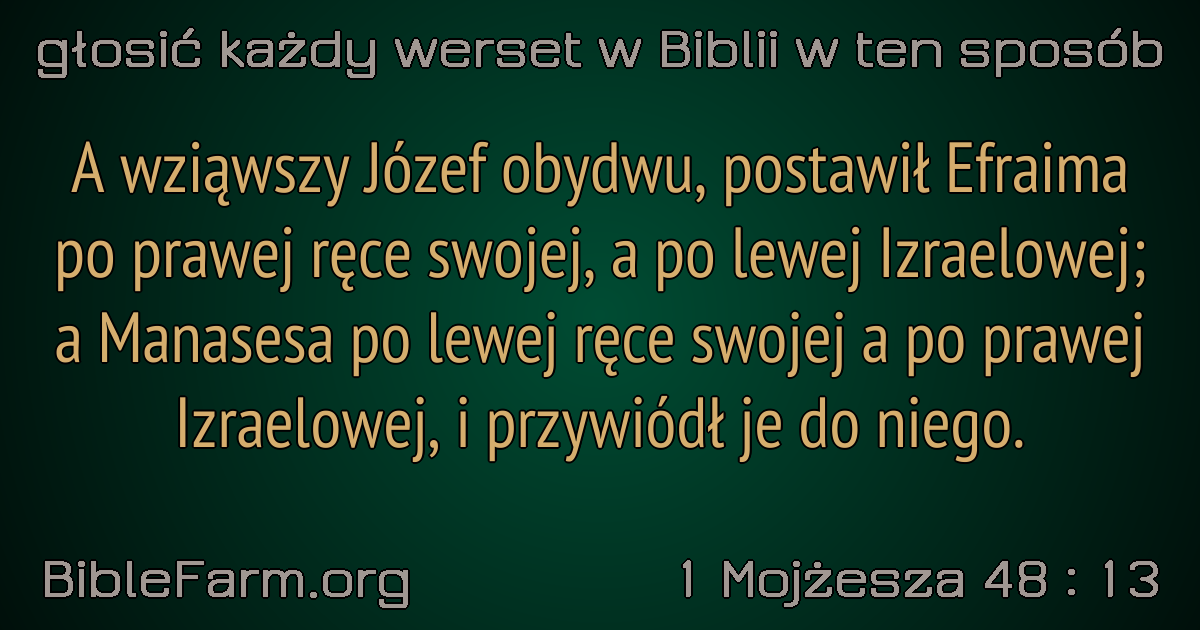 głosić każdy werset w Biblii w ten sposób
A wziąwszy Józef obydwu, postawił Efraima
po prawej ręce swojej, a po lewej Izraelowej;
a Manasesa po lewej ręce swojej a po prawej
Izraelowej, i przywiódł je do niego.
BibleFarm.org
1 Mojżesza 48 : 13